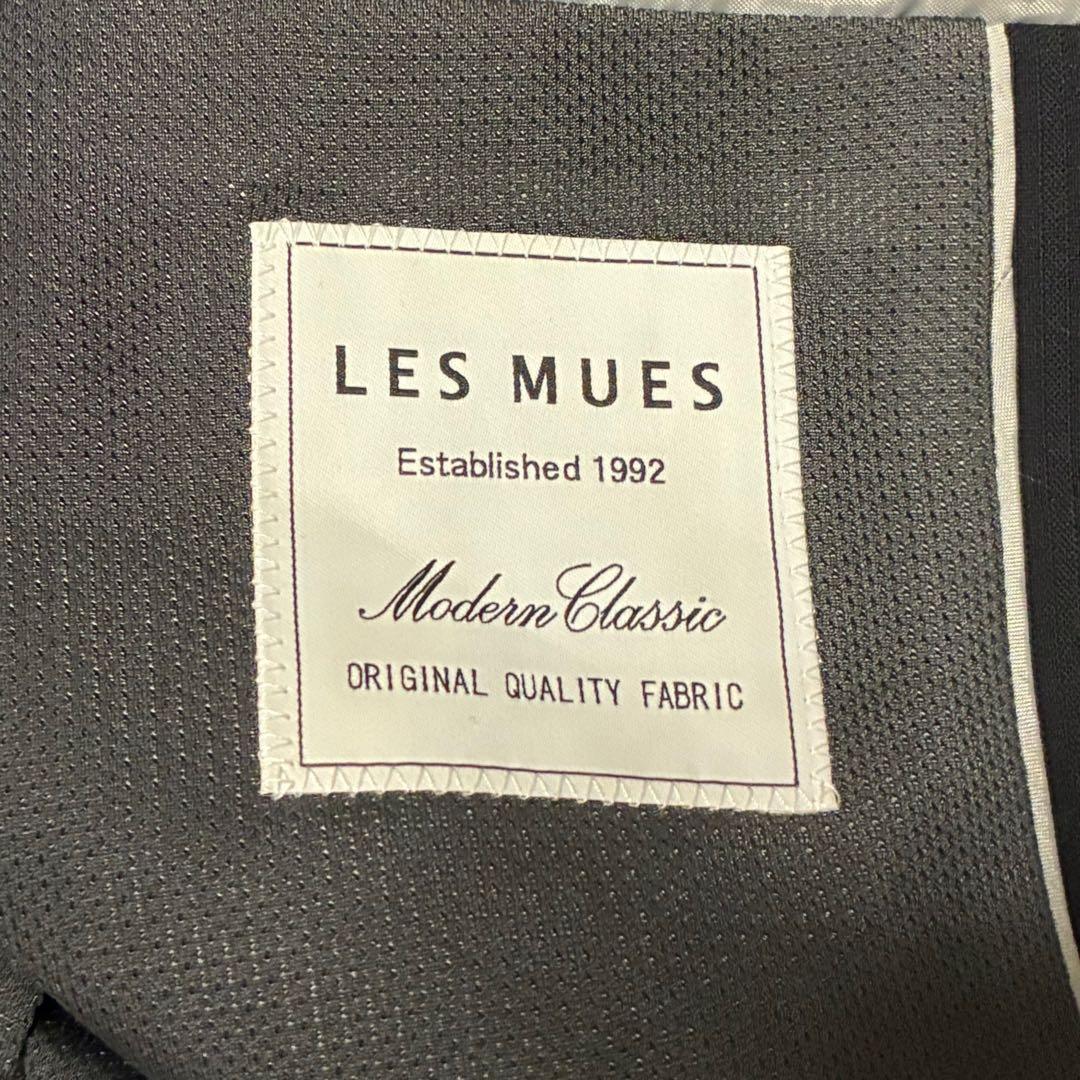 LES MUES
Established 1992
Modern Classic
ORIGINAL QUALITY FABRIC